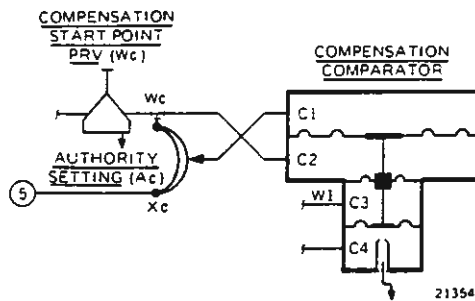 COMPENSATION
START POINT
PRV (Wc)
COMPENSATION
COMPARATOR
Wc
C1
C2
AUTHORITY
SETTING (Ac)
W1
C3
5
Xc
C4
21354